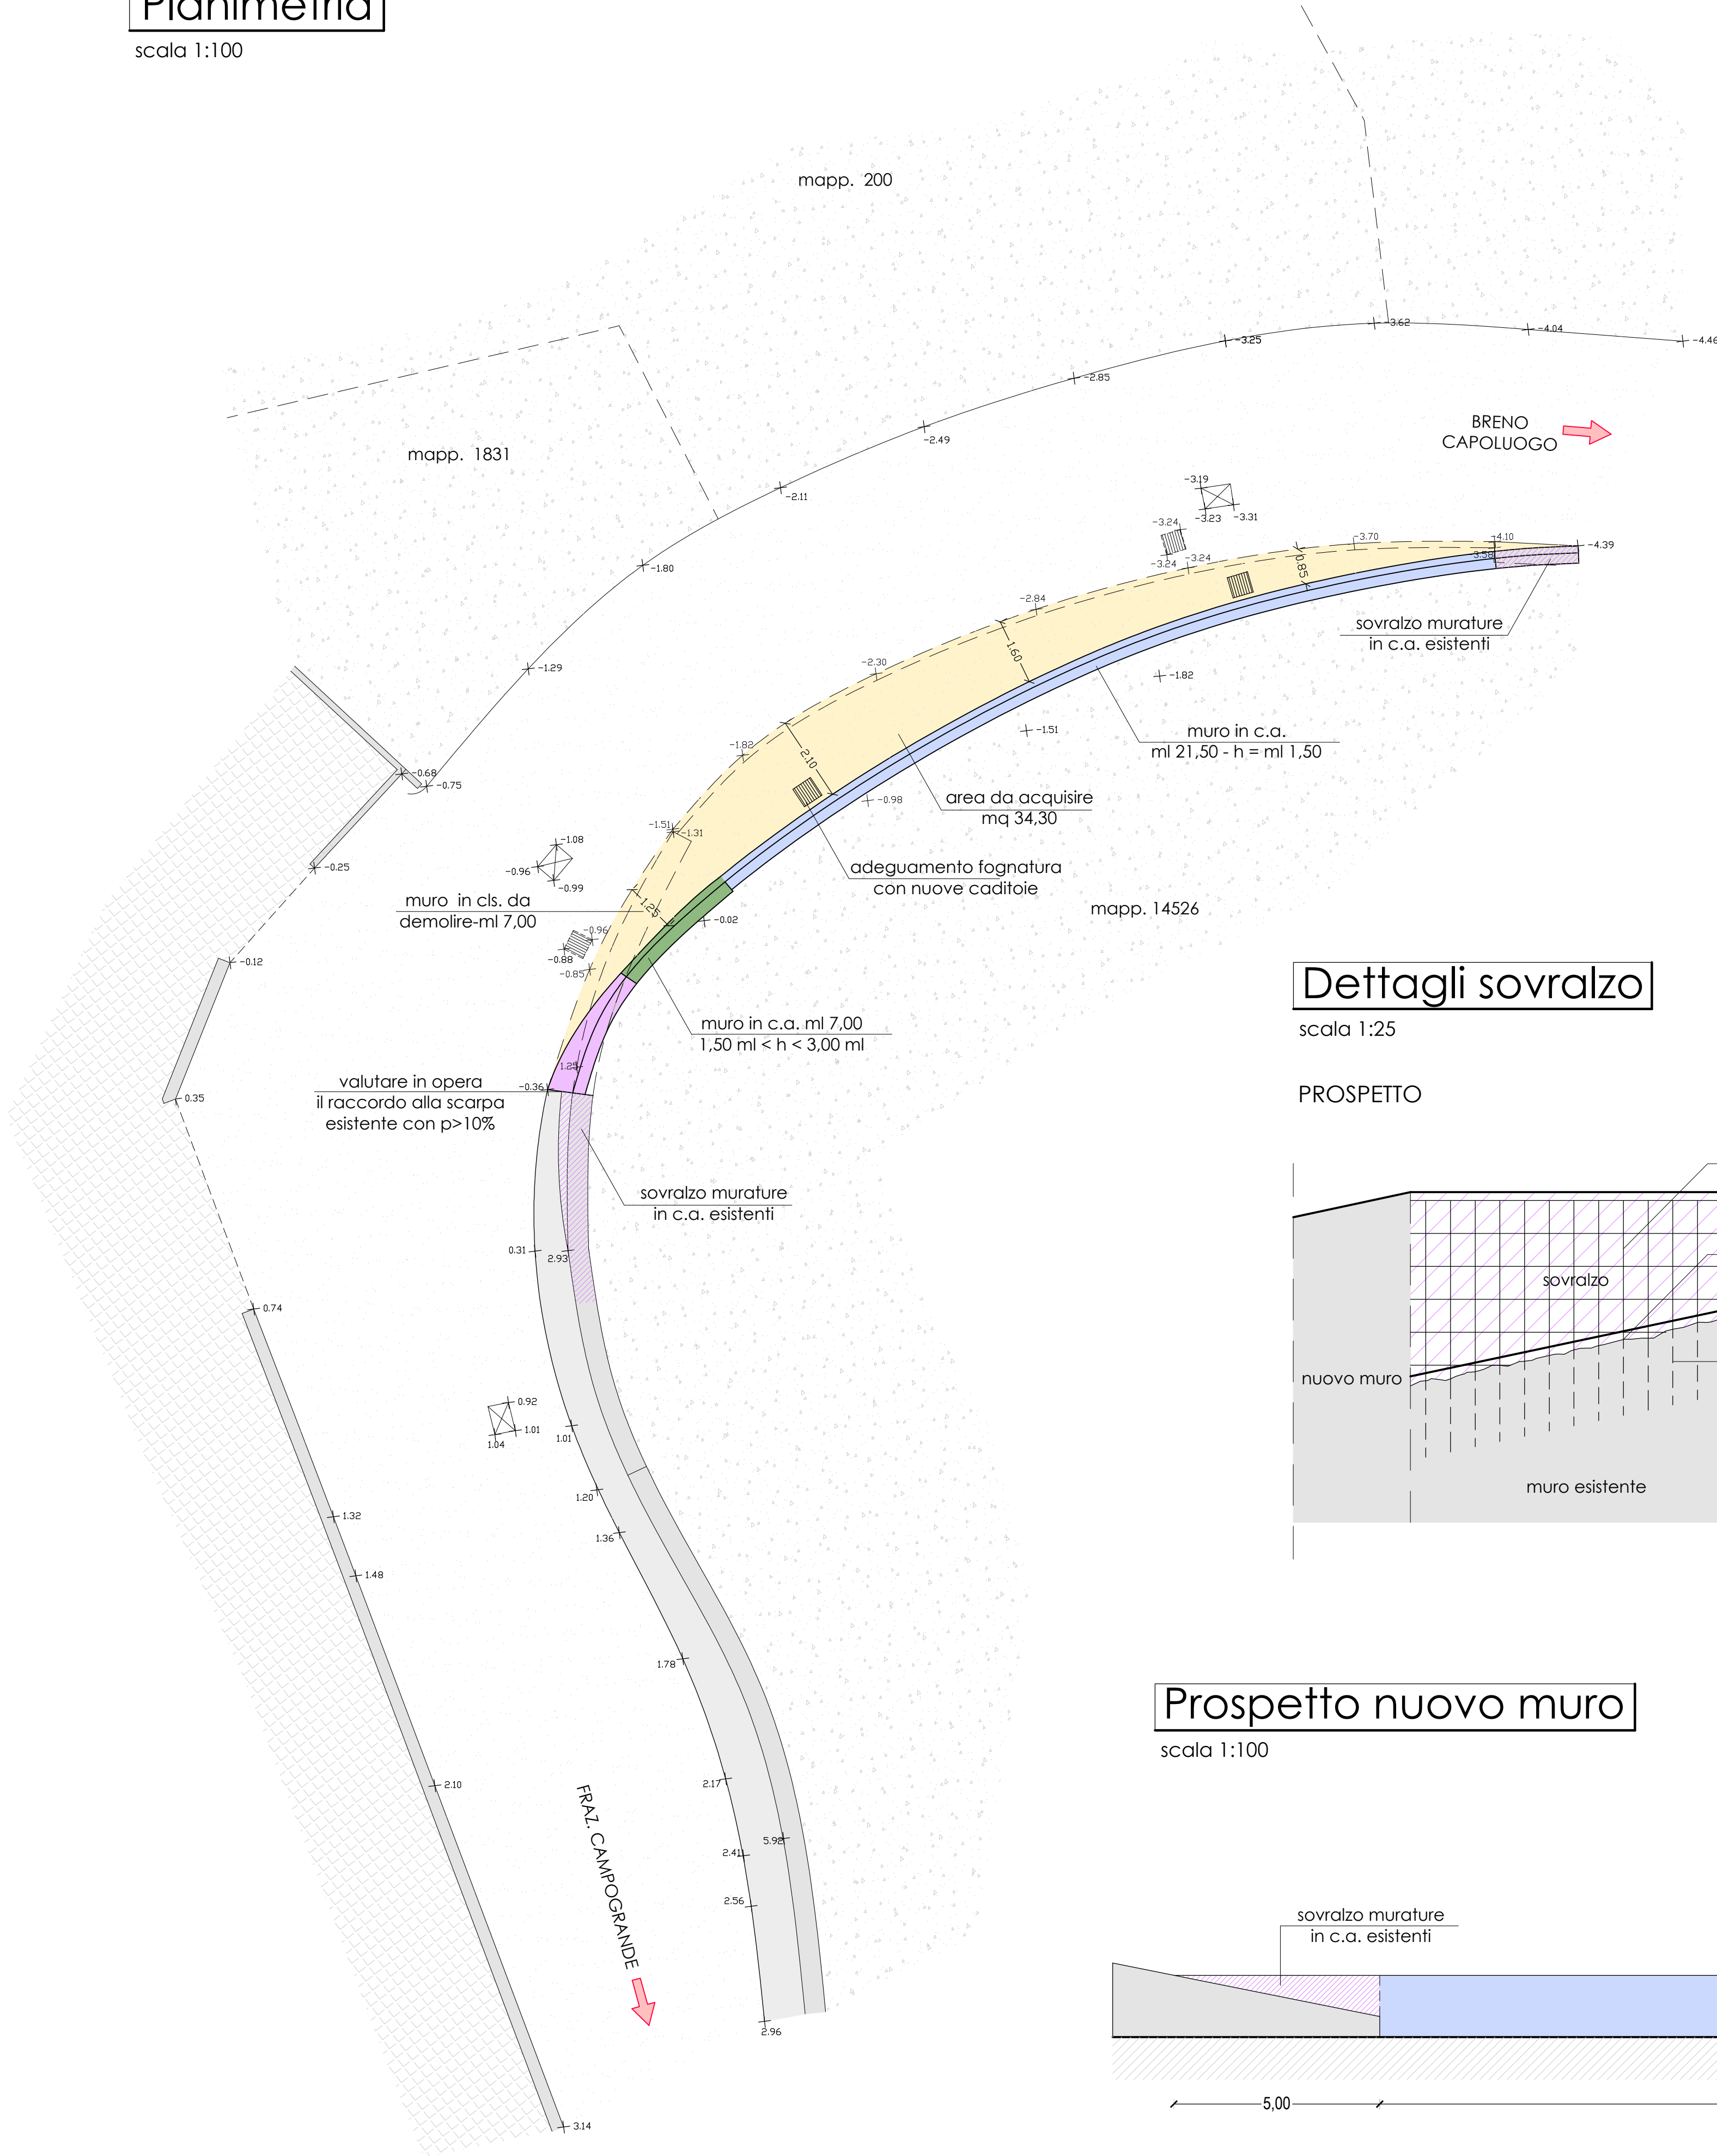 Planimetria
scala 1:100
mapp. 200
-3.62
-4.04
-3.25
-4.46
-2.85
BRENO
CAPOLUOGO
-2.49
mapp. 1831
-2.11
-3.19
-3.23
-3.31
-3.24
-3.24
-3.24
-3.70
-4.10
3.58
-4.39
0.85
-1.80
-2.84
1.60
sovralzo murature
in c.a. esistenti
-1.29
-2.30
-1.82
-1.51
muro in c.a.
ml 21,50 - h = ml 1,50
-1.82
2.10
-0.68
-0.75
-0.98
area da acquisire
mq 34,30
-1.51
-1.31
-1.08
-0.96
-0.99
-0.25
adeguamento fognatura
con nuove caditoie
muro in cls. da
demolire-ml 7,00
1.25
-0.02
mapp. 14526
-0.96
-0.88
-0.85
-0.12
Dettagli sovralzo
scala 1:25
muro in c.a. ml 7,00
1,50 ml < h < 3,00 ml
1.25
-0.36
valutare in opera
il raccordo alla scarpa
esistente con p>10%
0.35
PROSPETTO
sovralzo murature
in c.a. esistenti
0.31
2.93
sovralzo
0.74
nuovo muro
0.92
1.01
1.04
1.01
muro esistente
1.20
1.32
1.36
1.48
1.78
Prospetto nuovo muro
scala 1:100
2.17
2.10
5.92
2.41
2.56
FRAZ. CAMPOGRANDE
sovralzo murature
in c.a. esistenti
2.96
5,00
3.14